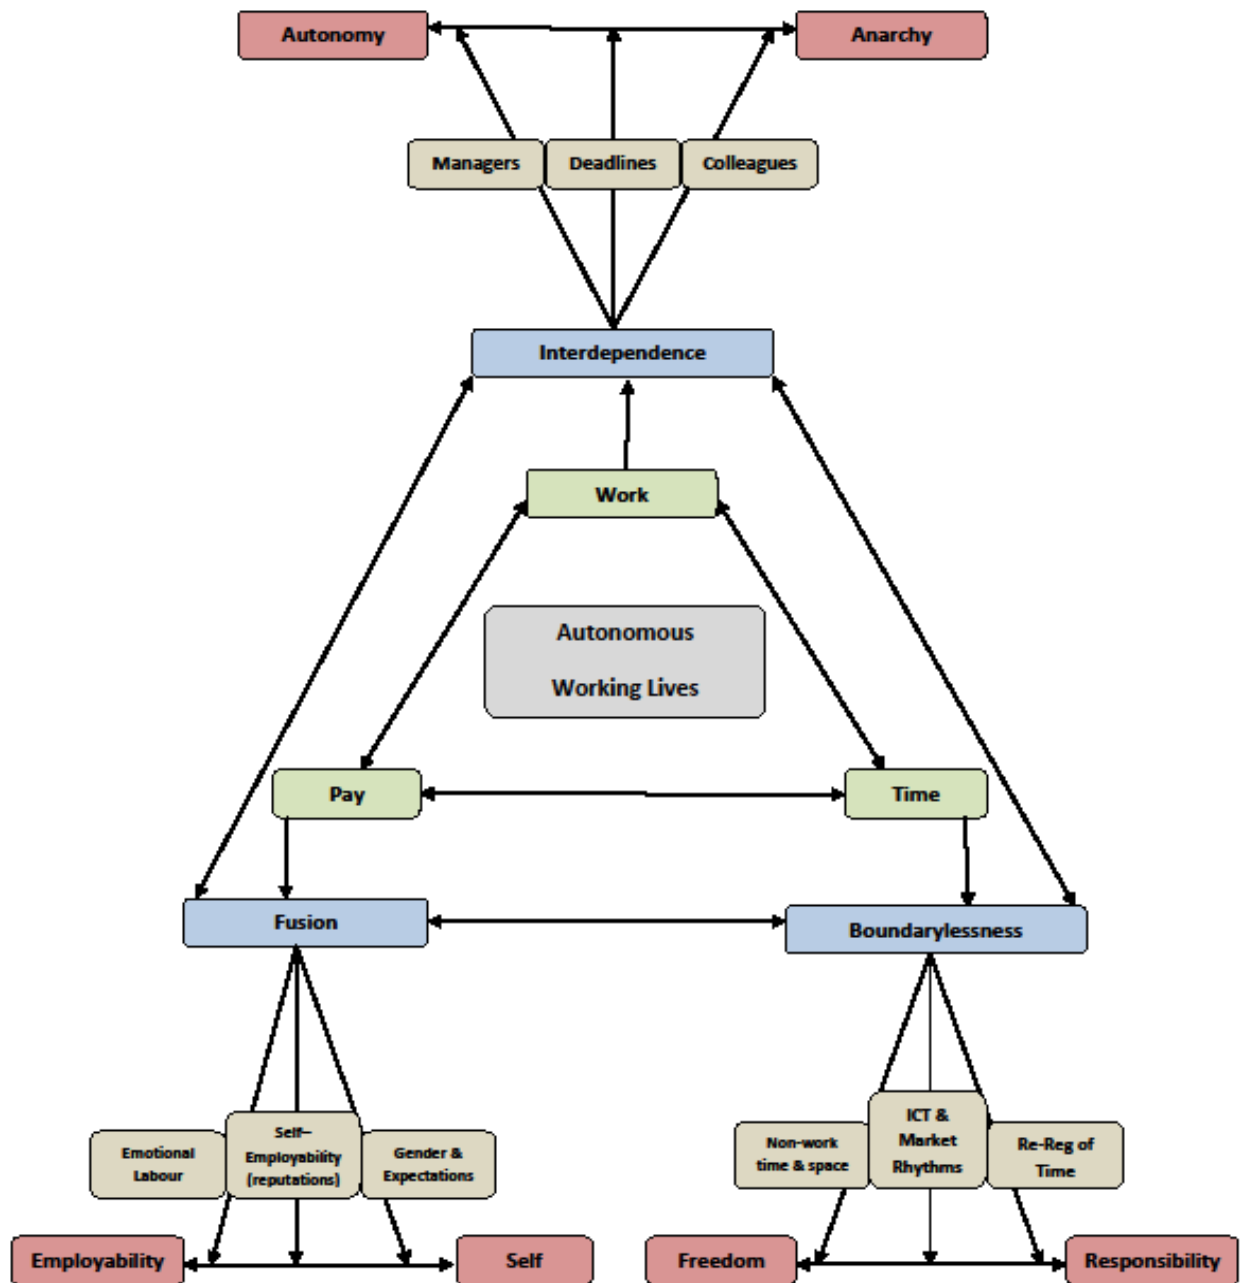 Autonomy
Anarchy
Managers
Deadlines
Colleagues
Interdependence
Work
Autonomous
Working Lives
Pay
Time
Fusion
Boundarylessness
Emotional
Labour
Self–
Employability
(reputations)
Gender &
Expectations
Non-work
time & space
ICT &
Market
Rhythms
Re-Reg of
Time
Employability
Self
Freedom
Responsibility